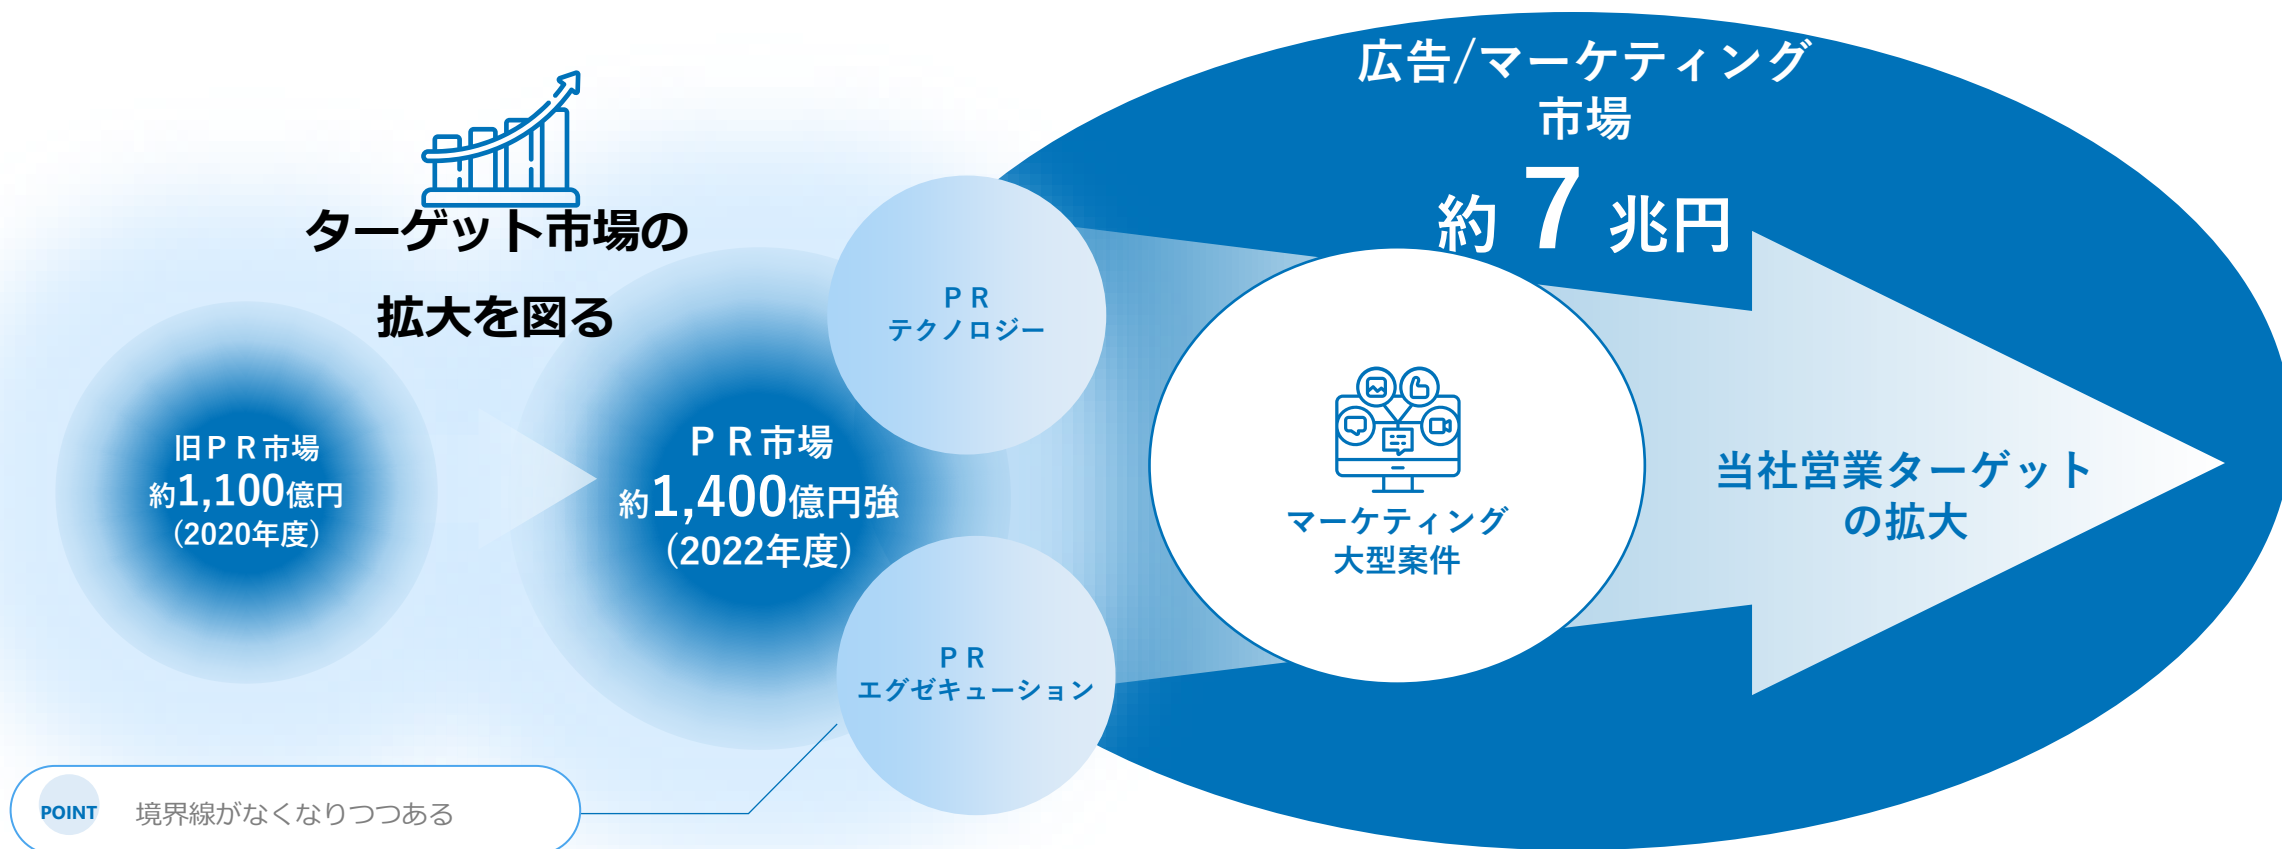 ターゲット市場の
拡大を図る
旧ＰＲ市場
約1,100億円
(2020年度)
ＰＲ市場
約1,400億円強
(2022年度)
ＰＲ
テクノロジー
ＰＲ
エグゼキューション
POINT 境界線がなくなりつつある
広告/マーケティング
市場
約 7 兆円
マーケティング
大型案件
当社営業ターゲット
の拡大